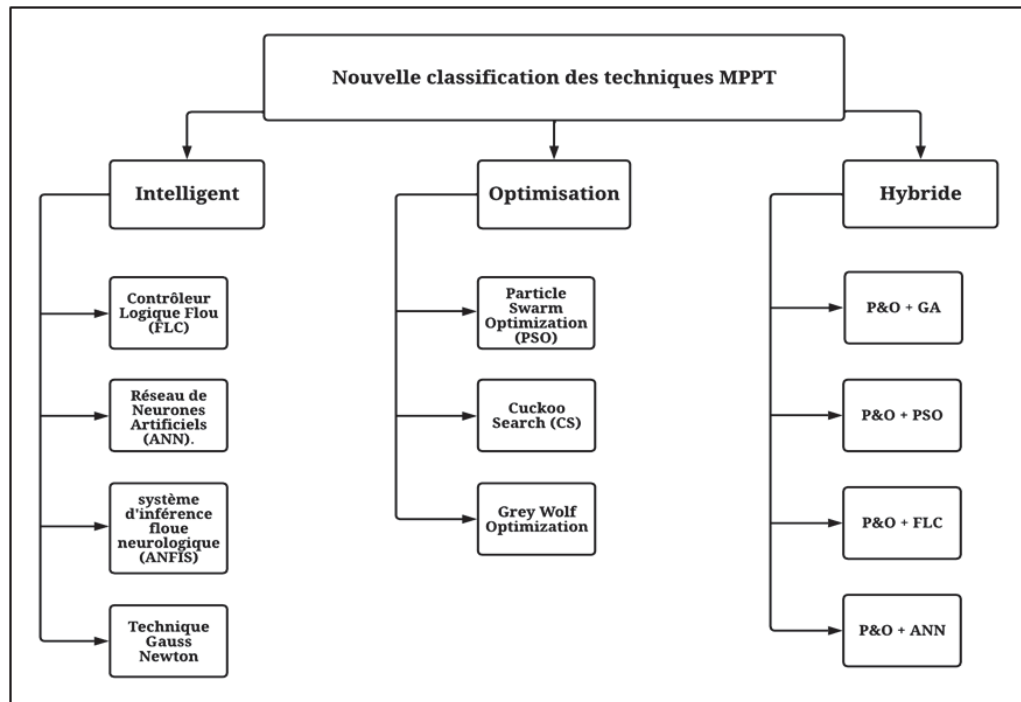 Nouvelle classification des techniques MPPT
Intelligent
Optimisation
Hybride
Contrôleur
Logique Flou
(FLC)
Réseau de
Neurones
Artificiels
(ANN).
système
d'inférence
floue
neurologique
(ANFIS)
Technique
Gauss
Newton
Particle
Swarm
Optimization
(PSO)
Cuckoo
Search (CS)
Grey Wolf
Optimization
P&O + GA
P&O + PSO
P&O + FLC
P&O + ANN